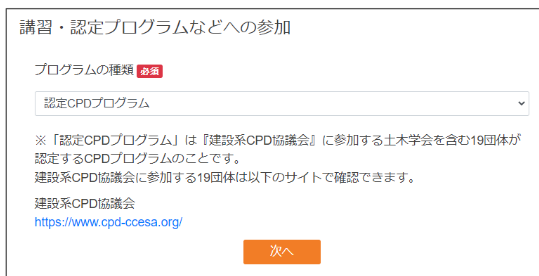 講習・認定プログラムなどへの参加
プログラムの種類 必須
認定CPDプログラム
※「認定CPDプログラム」は『建設系CPD協議会』に参加する土木学会を含む19団体が
認定するCPDプログラムのことです。
建設系CPD協議会に参加する19団体は以下のサイトで確認できます。
建設系CPD協議会
https://www.cpd-ccesa.org/
次へ